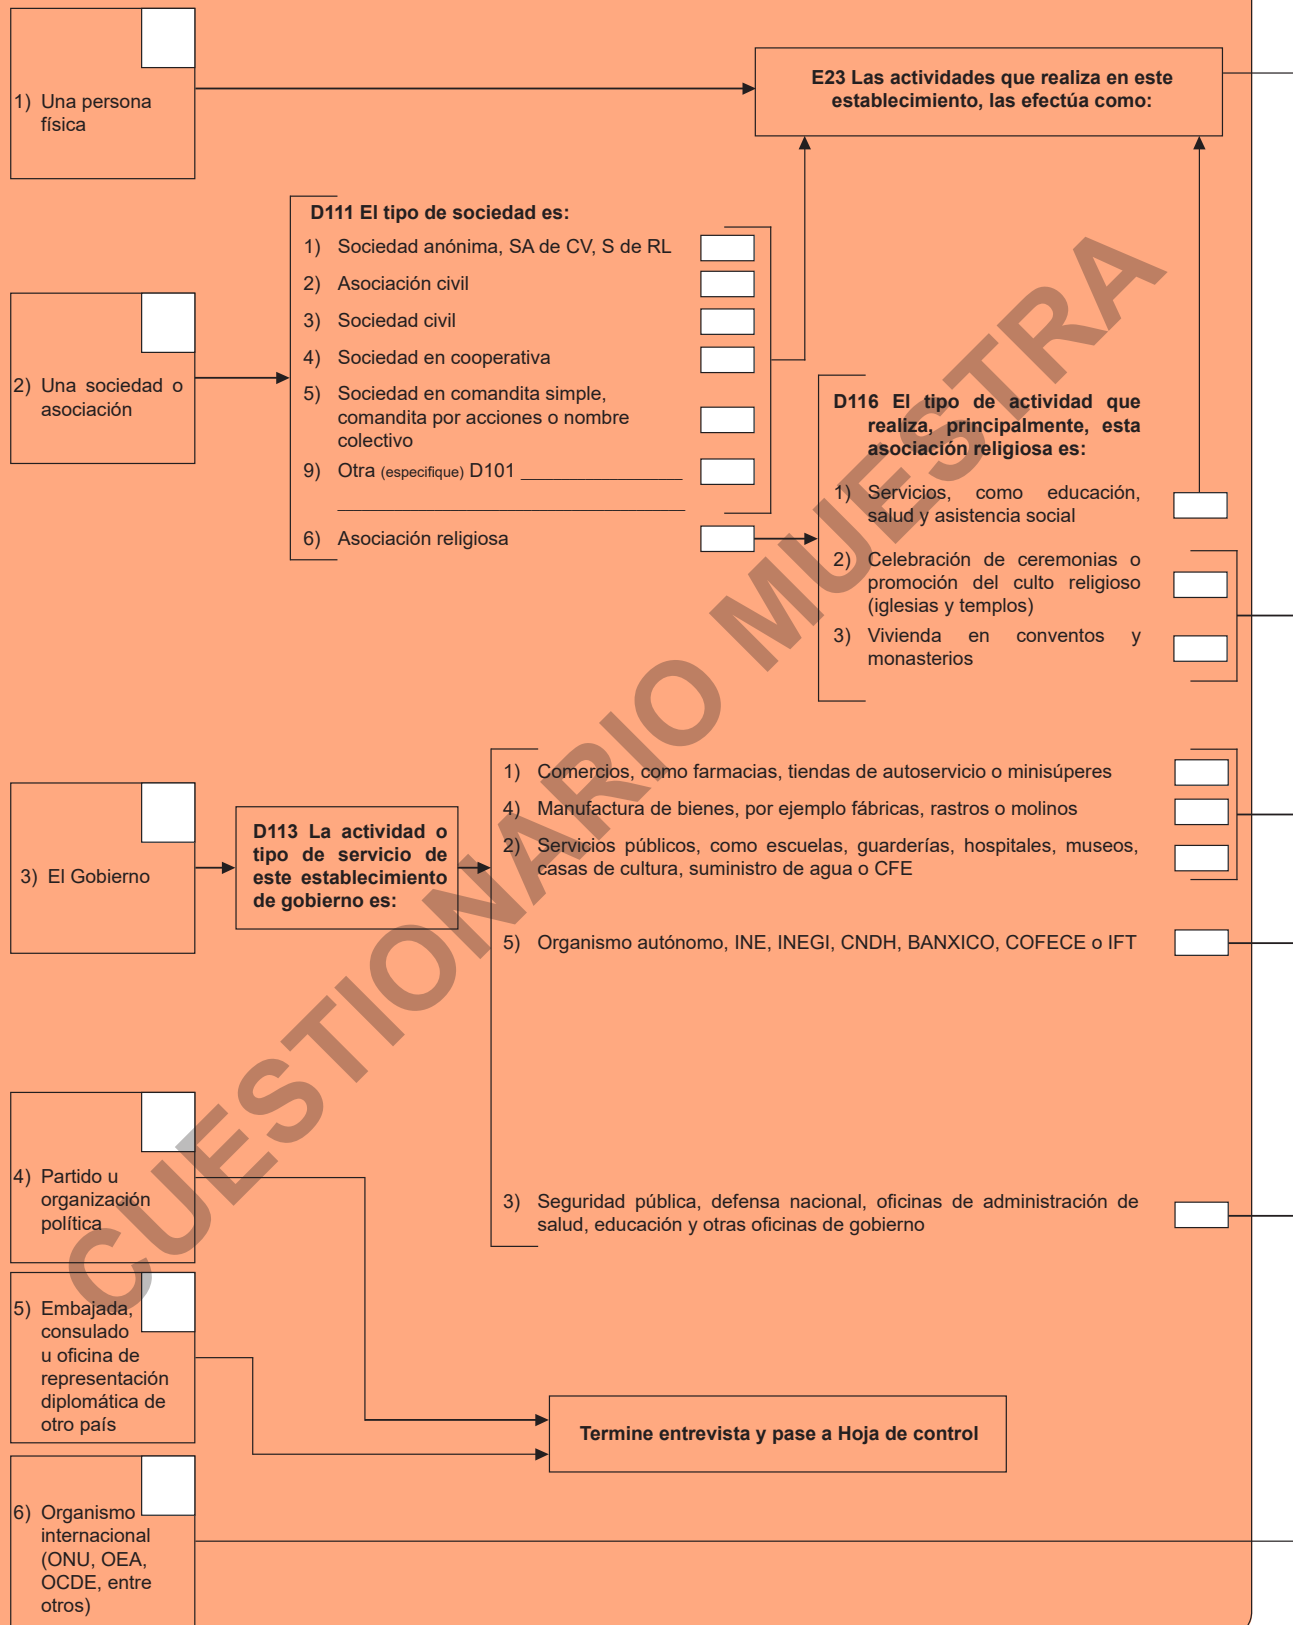 1) Una persona
física
E23 Las actividades que realiza en este
establecimiento, las efectúa como:
2) Una sociedad o
asociación
D111 El tipo de sociedad es:
1) Sociedad anónima, SA de CV, S de RL
2) Asociación civil
3) Sociedad civil
4) Sociedad en cooperativa
5) Sociedad en comandita simple,
comandita por acciones o nombre
colectivo
9) Otra (especifique) D101 _______________
________________________________
6) Asociación religiosa
D116 El tipo de actividad que
realiza, principalmente, esta
asociación religiosa es:
1) Servicios, como educación,
salud y asistencia social
2) Celebración de ceremonias o
promoción del culto religioso
(iglesias y templos)
3) Vivienda en conventos y
monasterios
3) El Gobierno
D113 La actividad o
tipo de servicio de
este establecimiento
de gobierno es:
1) Comercios, como farmacias, tiendas de autoservicio o minisúperes
4) Manufactura de bienes, por ejemplo fábricas, rastros o molinos
2) Servicios públicos, como escuelas, guarderías, hospitales, museos,
casas de cultura, suministro de agua o CFE
5) Organismo autónomo, INE, INEGI, CNDH, BANXICO, COFECE o IFT
3) Seguridad pública, defensa nacional, oficinas de administración de
salud, educación y otras oficinas de gobierno
4) Partido u
organización
política
5) Embajada,
consulado
u oficina de
representación
diplomática de
otro país
Termine entrevista y pase a Hoja de control
6) Organismo
internacional
(ONU, OEA,
OCDE, entre
otros)
CUESTIONARIO MUESTRA